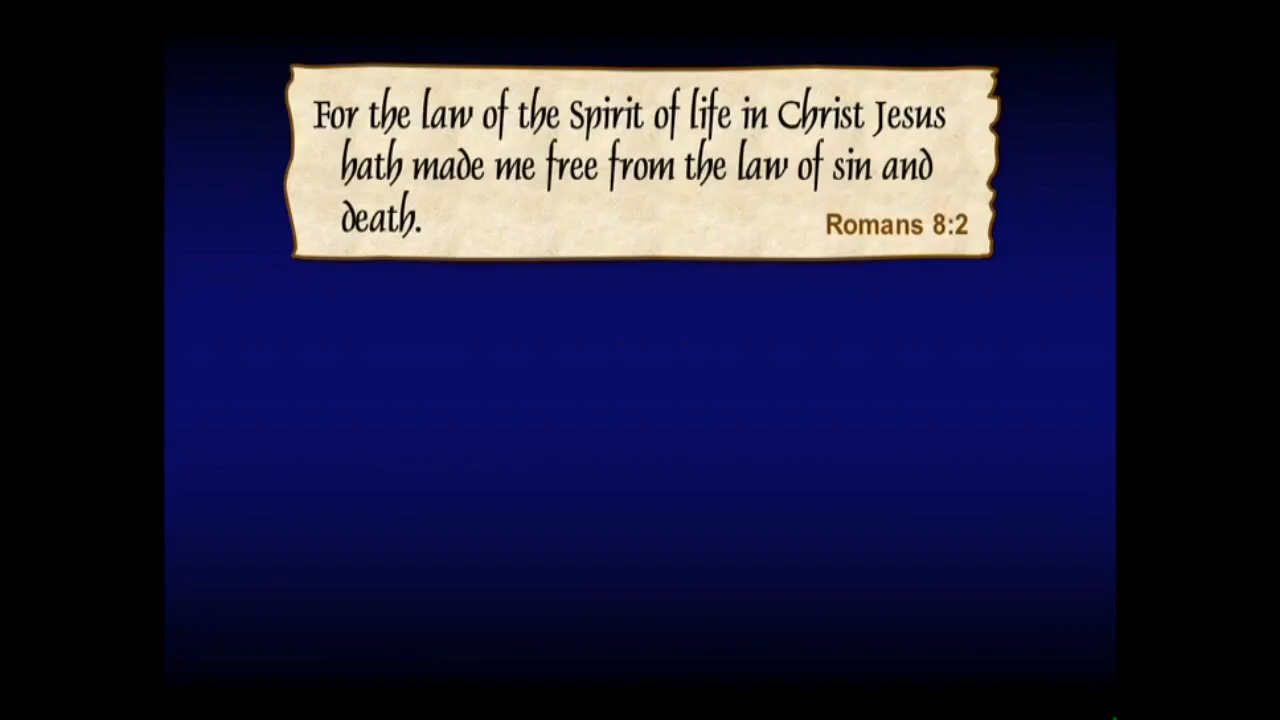 For the law of the Spirit of life in Christ Jesus
hath made me free from the law of sin and
death.
Romans 8:2